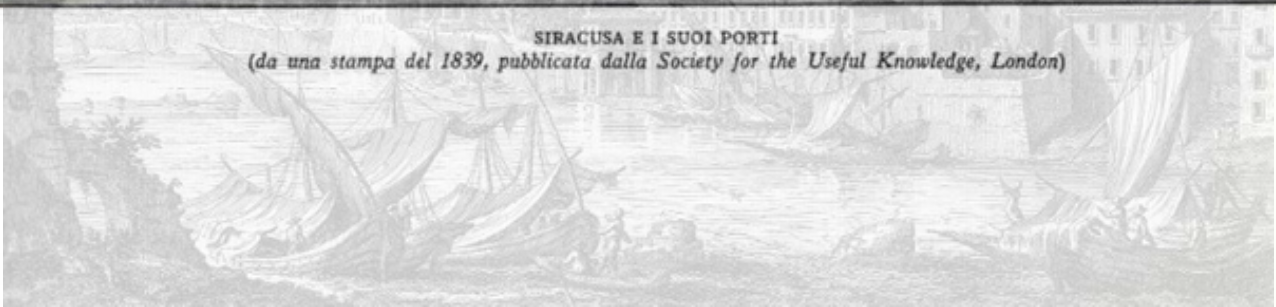 SIRACUSA E I SUOI PORTI
(da una stampa del 1839, pubblicata dalla Society for the Useful Knowledge, London)